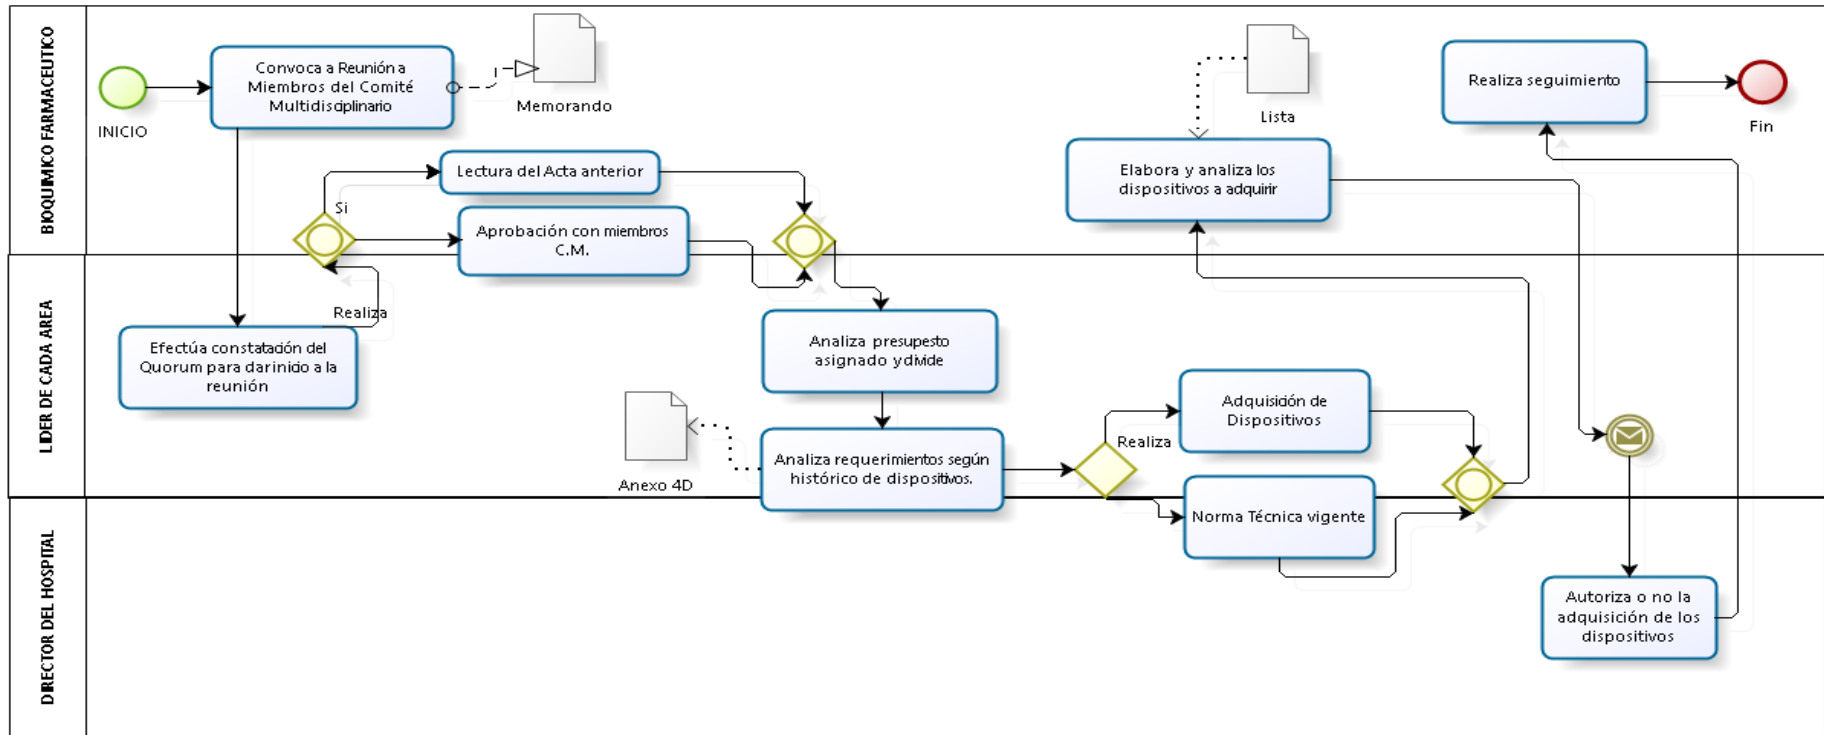 BIOQUIMICO FARMACEUTICO
INICIO
Convoca a Reunión a
Miembros del Comité
Multidisciplinario
Memorando
Lectura del Acta anterior
Si
Aprobación con miembros
C.M.
Lista
Elabora y analiza los
dispositivos a adquirir
Realiza seguimiento
Fin
LIDER DE CADA AREA
Realiza
Efectúa constatación del
Quorum para dar inicio a la
reunión
Analiza presupesto
asignado y divide
Anexo 4D
Analiza requerimientos según
histórico de dispositivos.
Realiza
Adquisición de
Dispositivos
Norma Técnica vigente
DIRECTOR DEL HOSPITAL
Autoriza o no la
adquisición de los
dispositivos